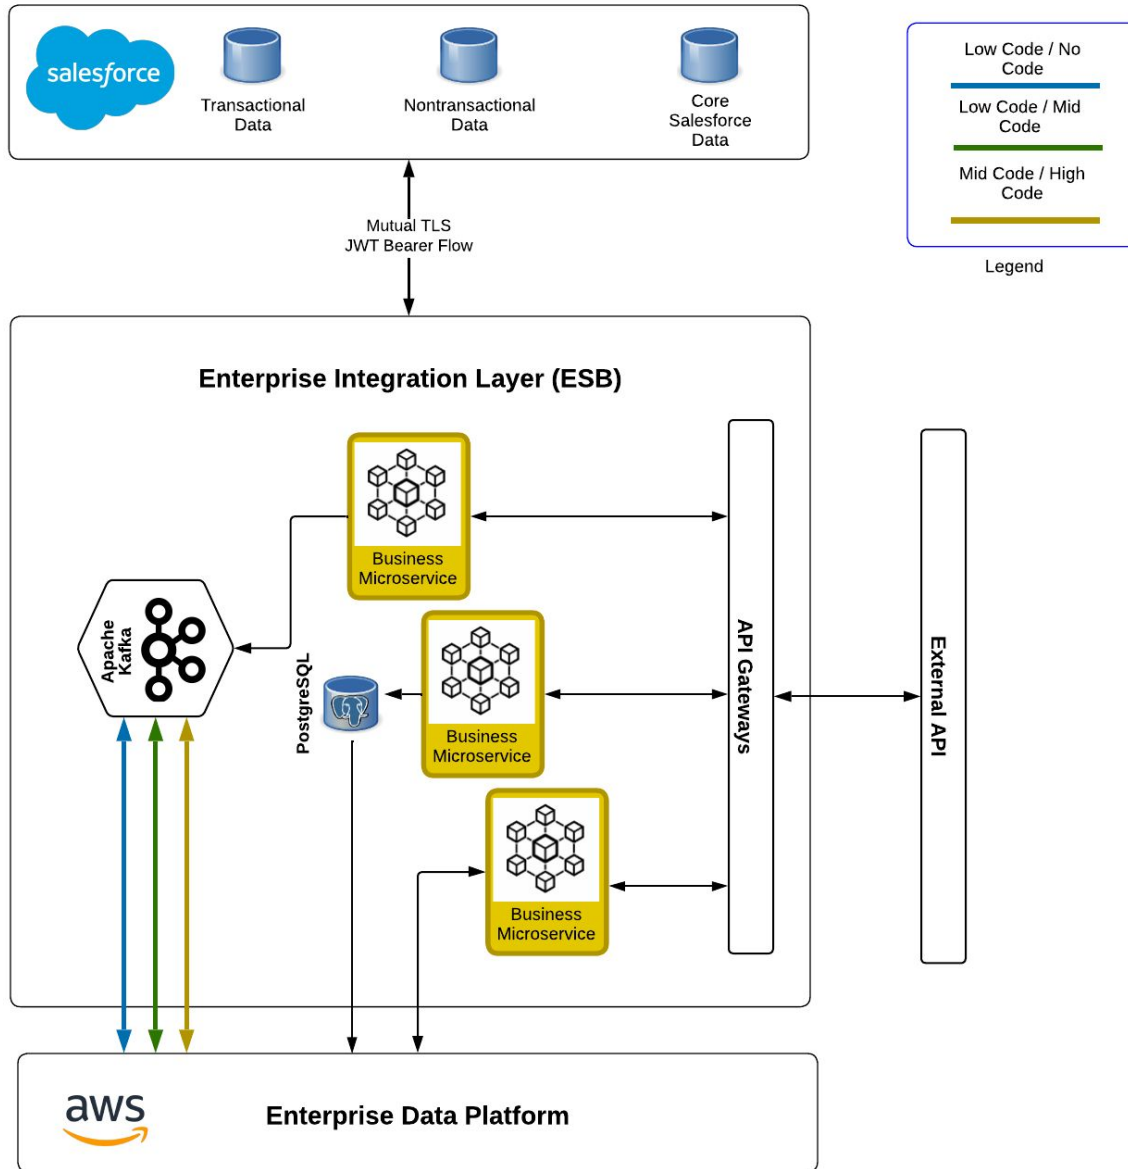 salesforce
Transactional
Data
Nontransactional
Data
Core
Salesforce
Data
Low Code / No
Code
Low Code / Mid
Code
Mid Code / High
Code
Legend
Mutual TLS
JWT Bearer Flow
Enterprise Integration Layer (ESB)
Business
Microservice
Apache
Kafka
PostgreSQL
Business
Microservice
Business
Microservice
API Gateways
External API
aws
Enterprise Data Platform